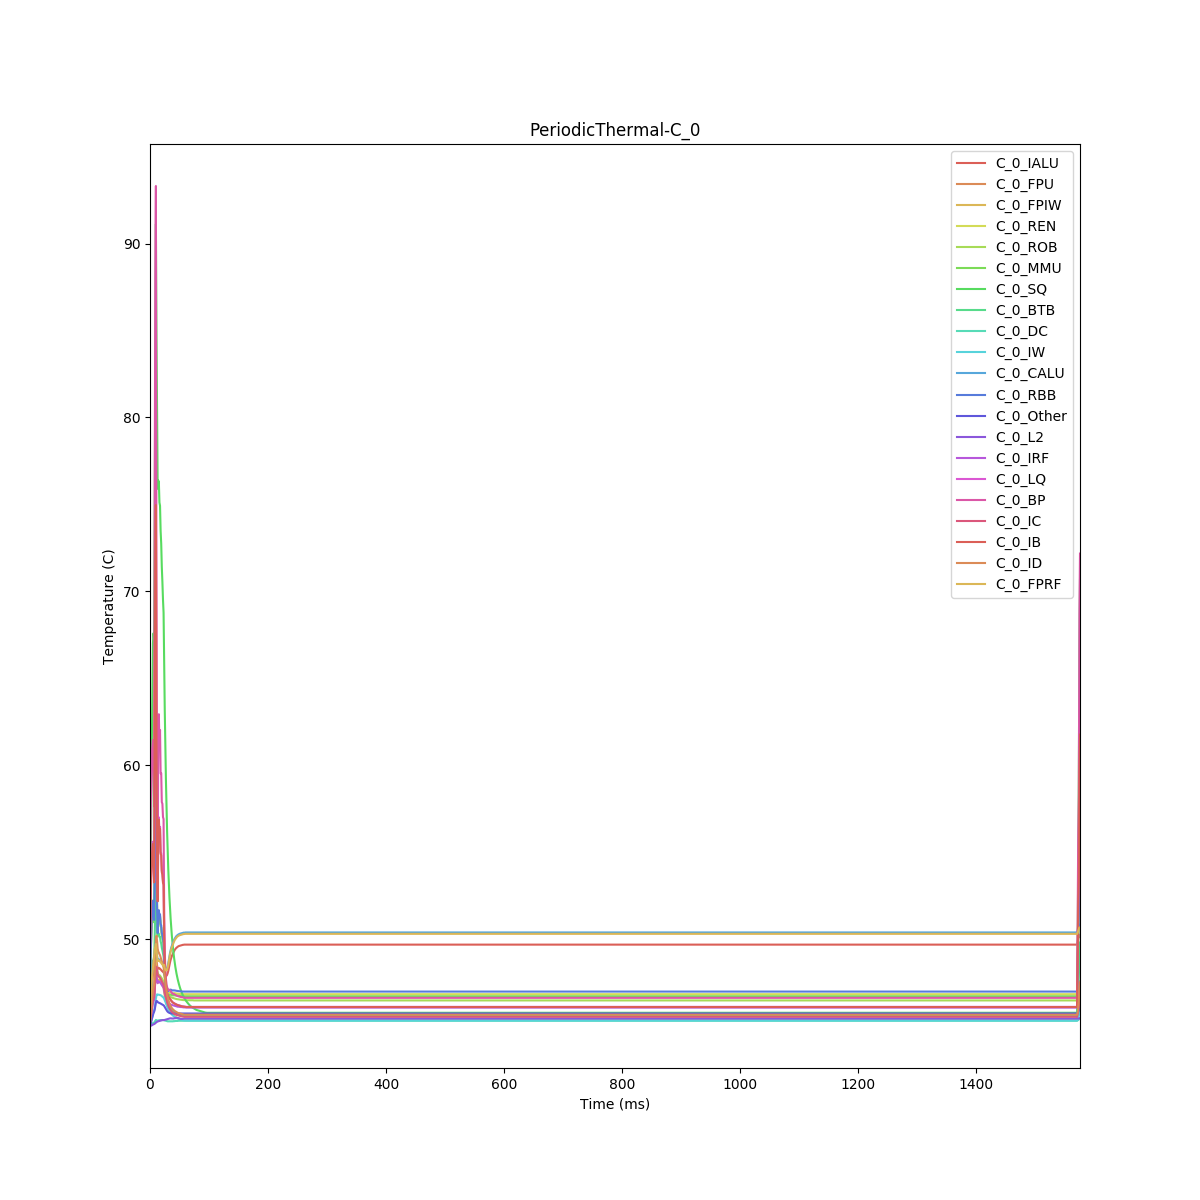 PeriodicThermal-C_0
C_0_IALU
C_0_FPU
C_0_FPIW
C_0_REN
C_0_ROB
C_0_MMU
C_0_SQ
C_0_BTB
C_0_DC
C_0_IW
C_0_CALU
C_0_RBB
C_0_Other
C_0_L2
C_0_IRF
C_0_LQ
C_0_BP
C_0_IC
C_0_IB
C_0_ID
C_0_FPRF
90
80
70
60
50
Temperature (C)
0 200 400 600 800 1000 1200 1400
Time (ms)